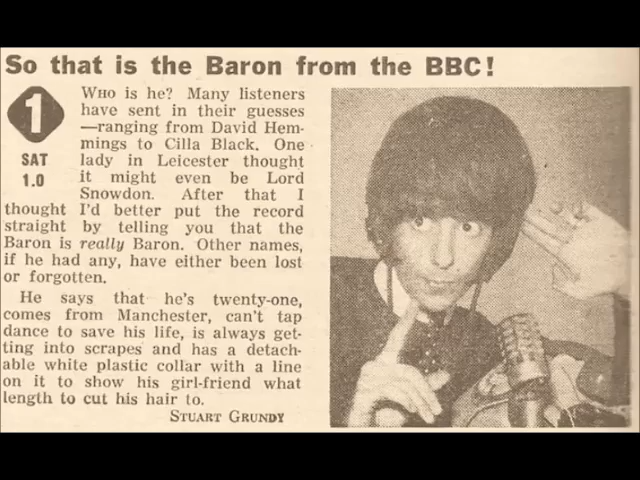 So that is the Baron from the BBC!
1
SAT
1.0
WHO is he? Many listeners
have sent in their guesses
—ranging from David Hem-
mings to Cilla Black. One
lady in Leicester thought
it might even be Lord
Snowdon. After that I
thought I'd better put the record
straight by telling you that the
Baron is really Baron. Other names,
if he had any, have either been lost
or forgotten.
He says that he's twenty-one,
comes from Manchester, can't tap
dance to save his life, is always get-
ting into scrapes and has a detach-
able white plastic collar with a line
on it to show his girl-friend what
length to cut his hair to.
STUART GRUNDY